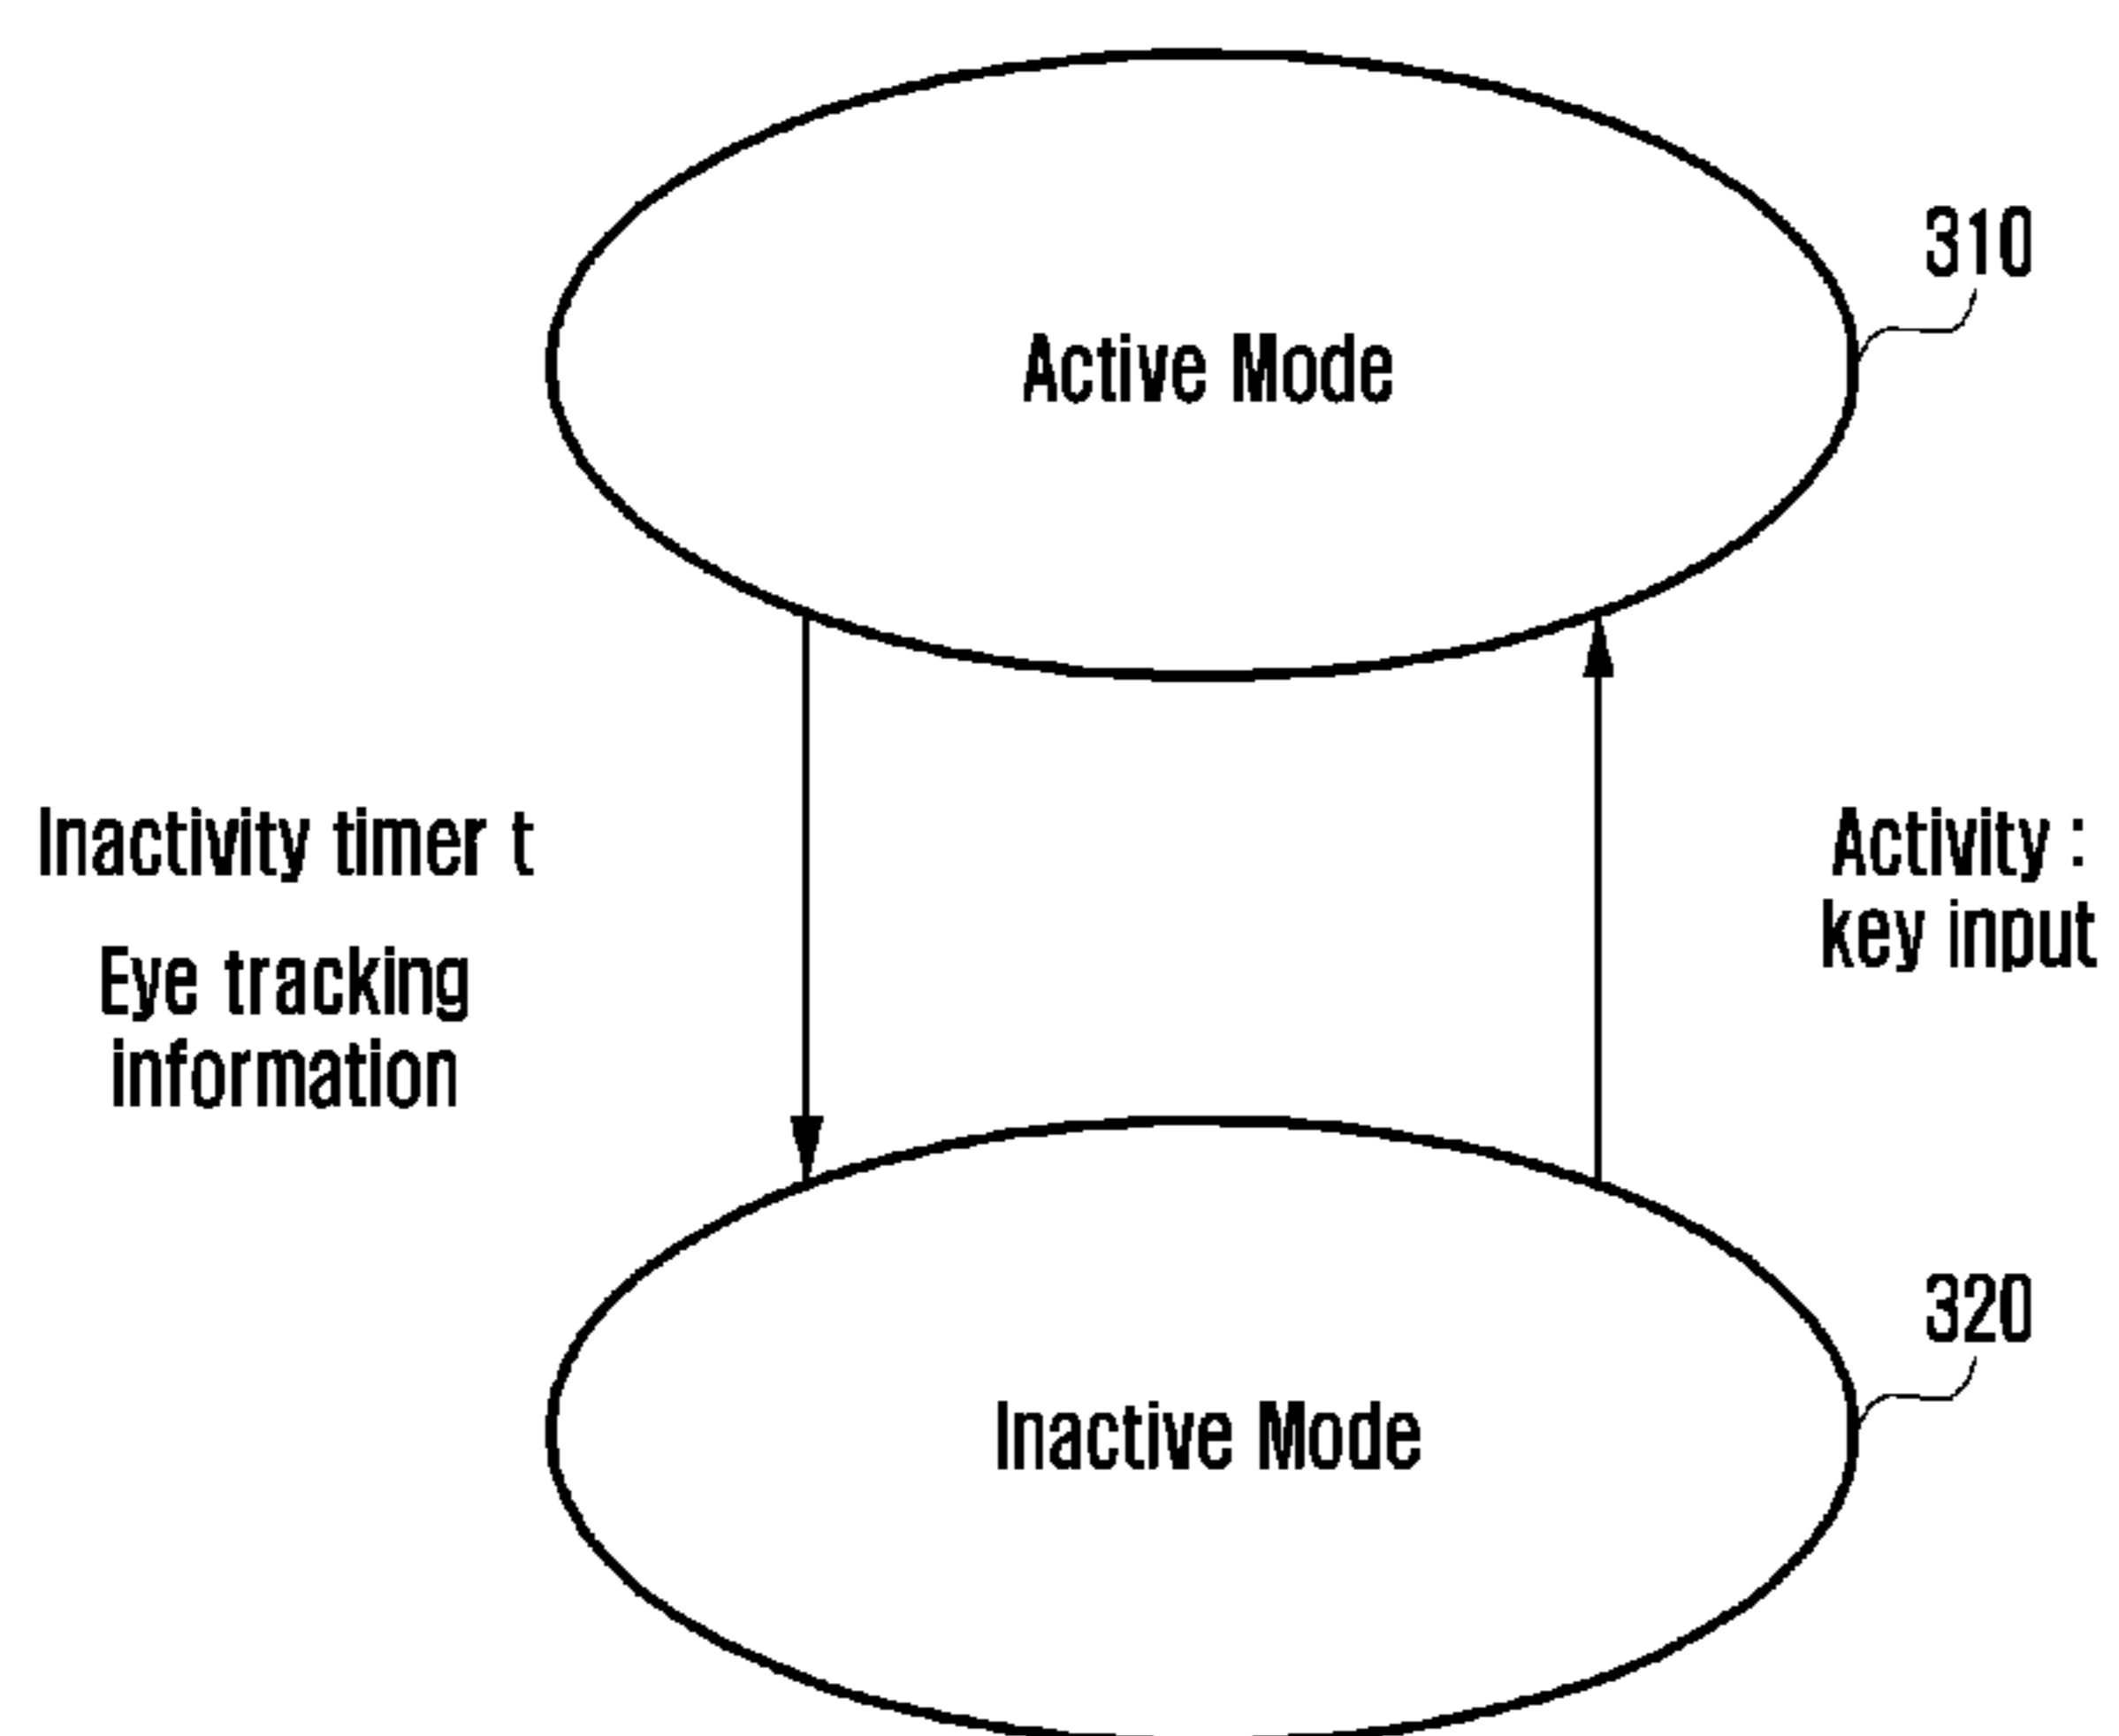 310
Active Mode
Inactivity timer t
Eye tracking
information
Activity :
key input
320
Inactive Mode